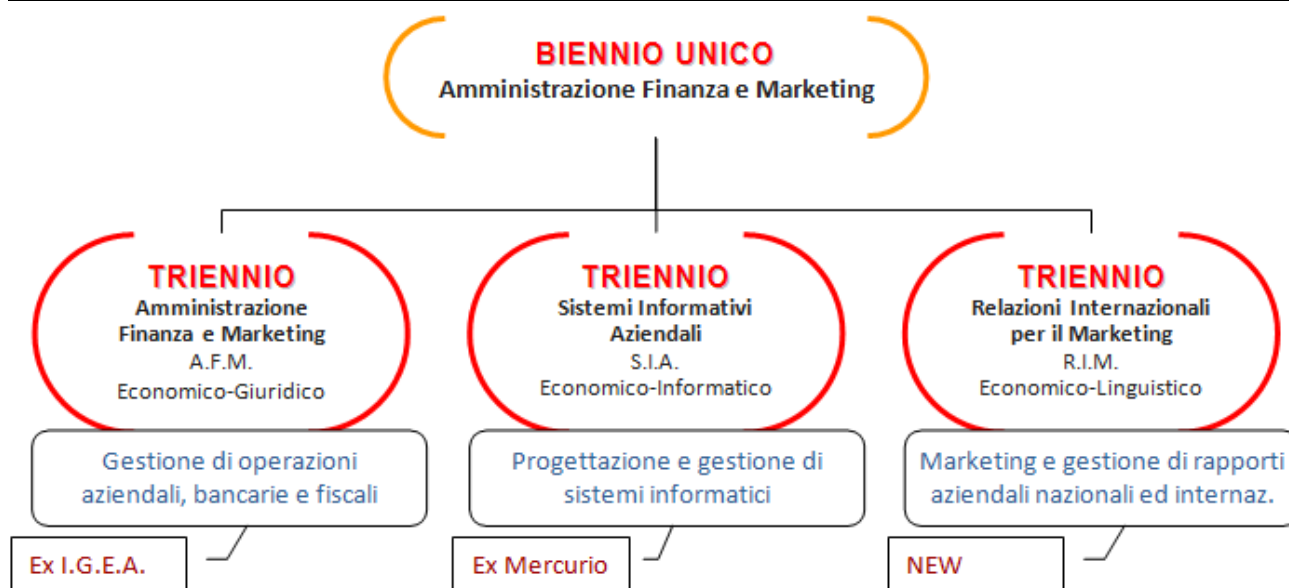 BIENNIO UNICO
Amministrazione Finanza e Marketing
TRIENNIO
Amministrazione
Finanza e Marketing
A.F.M.
Economico-Giuridico
Gestione di operazioni
aziendali, bancarie e fiscali
Ex I.G.E.A.
TRIENNIO
Sistemi Informativi
Aziendali
S.I.A.
Economico-Informatico
Progettazione e gestione di
sistemi informatici
Ex Mercurio
TRIENNIO
Relazioni Internazionali
per il Marketing
R.I.M.
Economico-Linguistico
Marketing e gestione di rapporti
aziendali nazionali ed internaz.
NEW